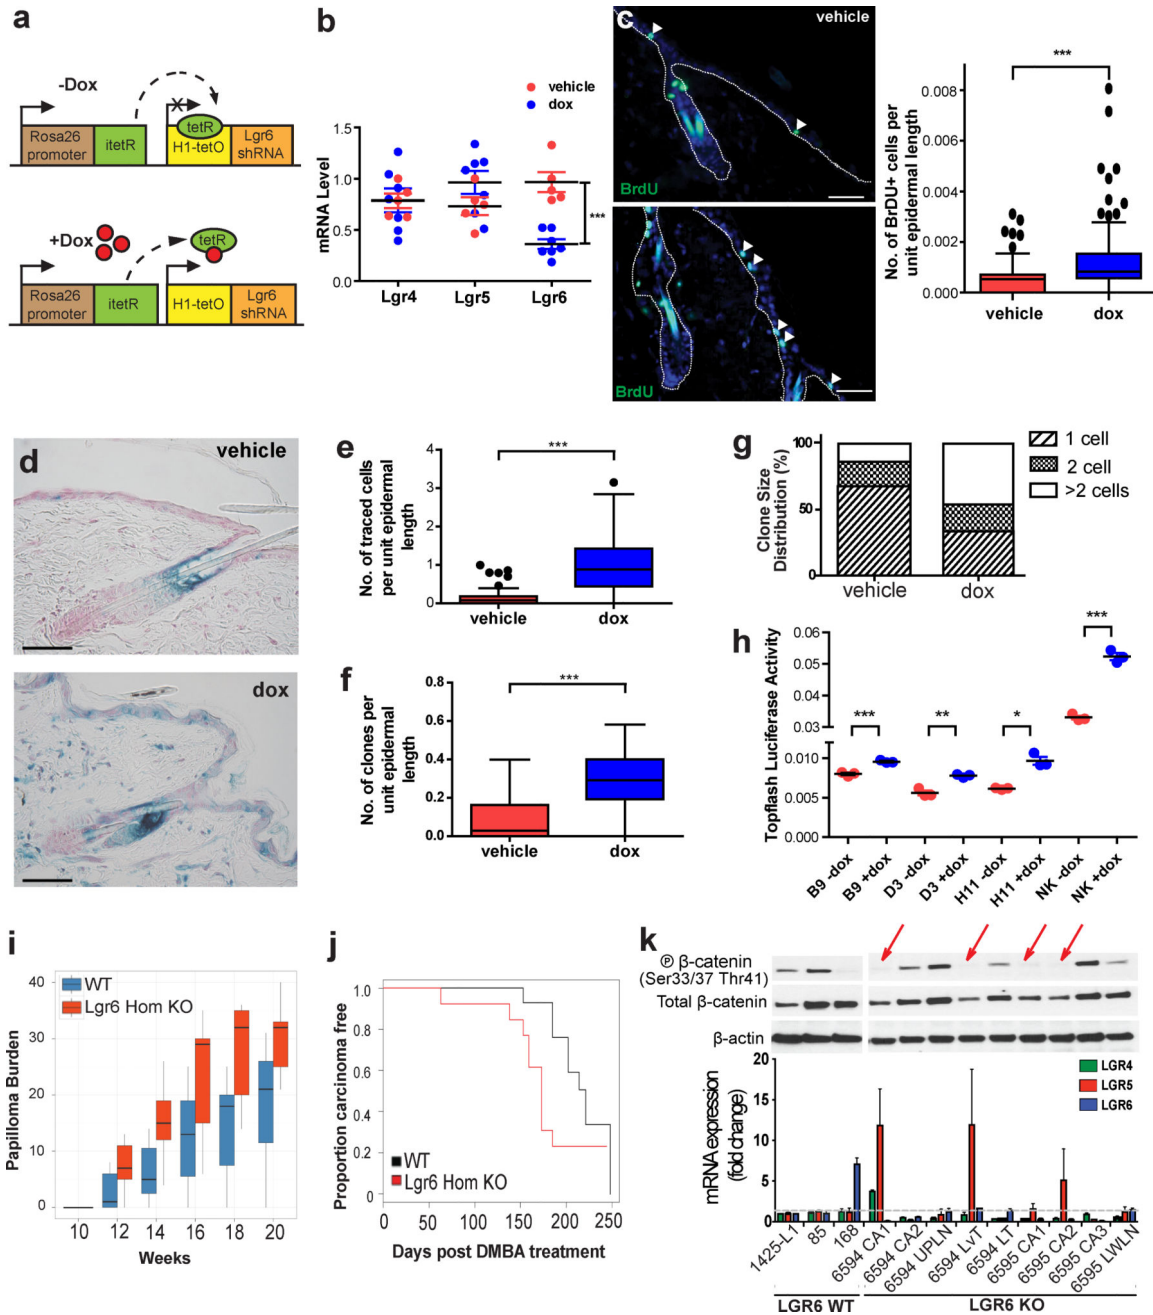 a
-Dox
tetR
Rosa26 promoter
itetR
H1-tetO
Lgr6 shRNA
+Dox
tetR
Rosa26 promoter
itetR
H1-tetO
Lgr6 shRNA
b
vehicle
dox
mRNA Level
1.5
1.0
0.5
0.0
***
Lgr4
Lgr5
Lgr6
c
vehicle
BrdU
BrdU
No. of BrDU+ cells per unit epidermal length
***
0.008
0.006
0.004
0.002
0.000
vehicle
dox
d
vehicle
dox
e
No. of traced cells per unit epidermal length
***
4
3
2
1
0
vehicle
dox
f
No. of clones per unit epidermal length
***
0.8
0.6
0.4
0.2
0.0
vehicle
dox
g
Clone Size Distribution (%)
100
50
0
vehicle
dox
1 cell
2 cell
>2 cells
h
Topflash Luciferase Activity
0.06
0.05
0.04
0.03
0.010
0.005
0.000
***
**
*
***
B9 -dox
B9 +dox
D3 -dox
D3 +dox
H11 -dox
H11 +dox
NK -dox
NK +dox
i
WT
Lgr6 Hom KO
Papilloma Burden
40
30
20
10
0
10
12
14
16
18
20
Weeks
j
Proportion carcinoma free
1.0
0.8
0.6
0.4
0.2
0.0
WT
Lgr6 Hom KO
0
50
100
150
200
250
Days post DMBA treatment
k
Ⓟ β-catenin
(Ser33/37 Thr41)
Total β-catenin
β-actin
mRNA expression (fold change)
20
15
10
5
0
LGR4
LGR5
LGR6
1425-L1
85
168
6594 CA1
6594 CA2
6594 UPLN
6594 LvT
6594 LT
6595 CA1
6595 CA2
6595 CA3
6595 LWLN
LGR6 WT
LGR6 KO